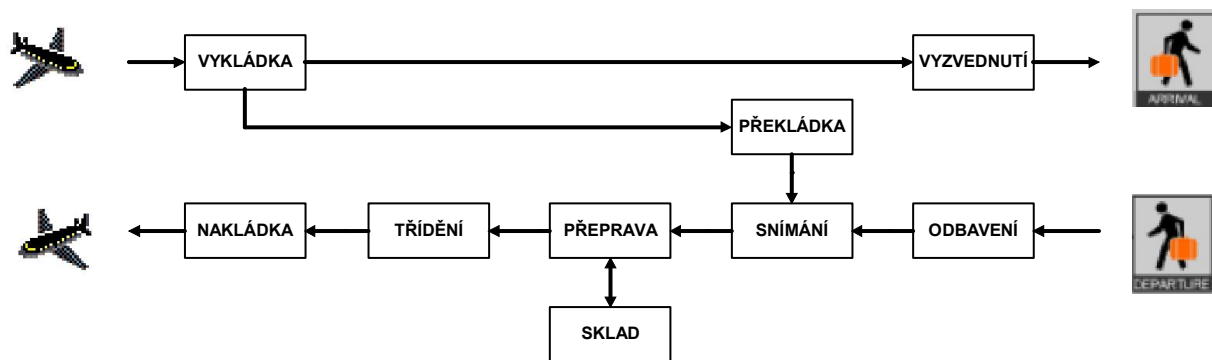 VYKLÁDKA
VYZVEDNUTÍ
ARRIVAL
PŘEKLÁDKA
NAKLÁDKA
TŘÍDĚNÍ
PŘEPRAVA
SNÍMÁNÍ
ODBAVENÍ
DEPARTURE
SKLAD